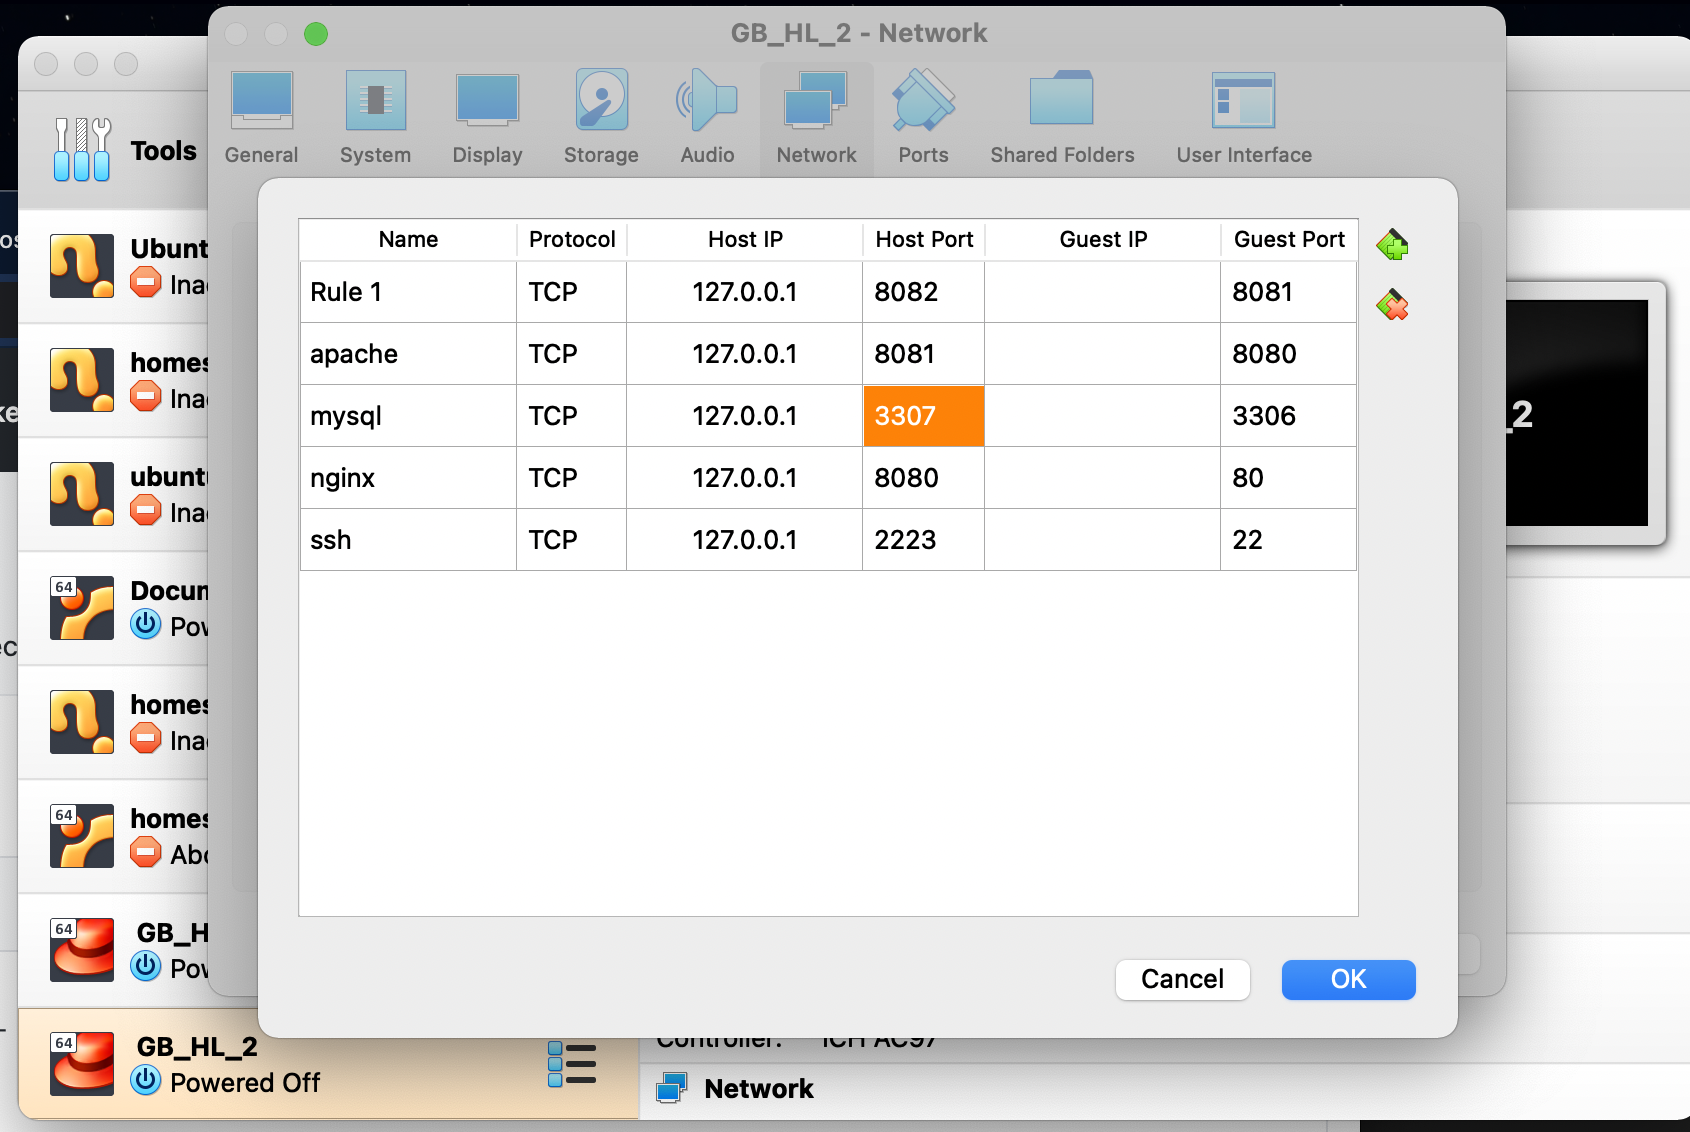 GB_HL_2 - Network
General System Display Storage Audio Network Ports Shared Folders User Interface
Tools
Name Protocol Host IP Host Port Guest IP Guest Port
Rule 1 TCP 127.0.0.1 8082 8081
apache TCP 127.0.0.1 8081 8080
mysql TCP 127.0.0.1 3307 3306
nginx TCP 127.0.0.1 8080 80
ssh TCP 127.0.0.1 2223 22
Cancel OK
Ubunt
Ina
homes
Ina
ubunt
Ina
64 Docun
Pow
homes
Ina
64 homes
Abo
64 GB_H
Pow
64 GB_HL_2
Powered Off
_2
Controller: ICH AC97
Network